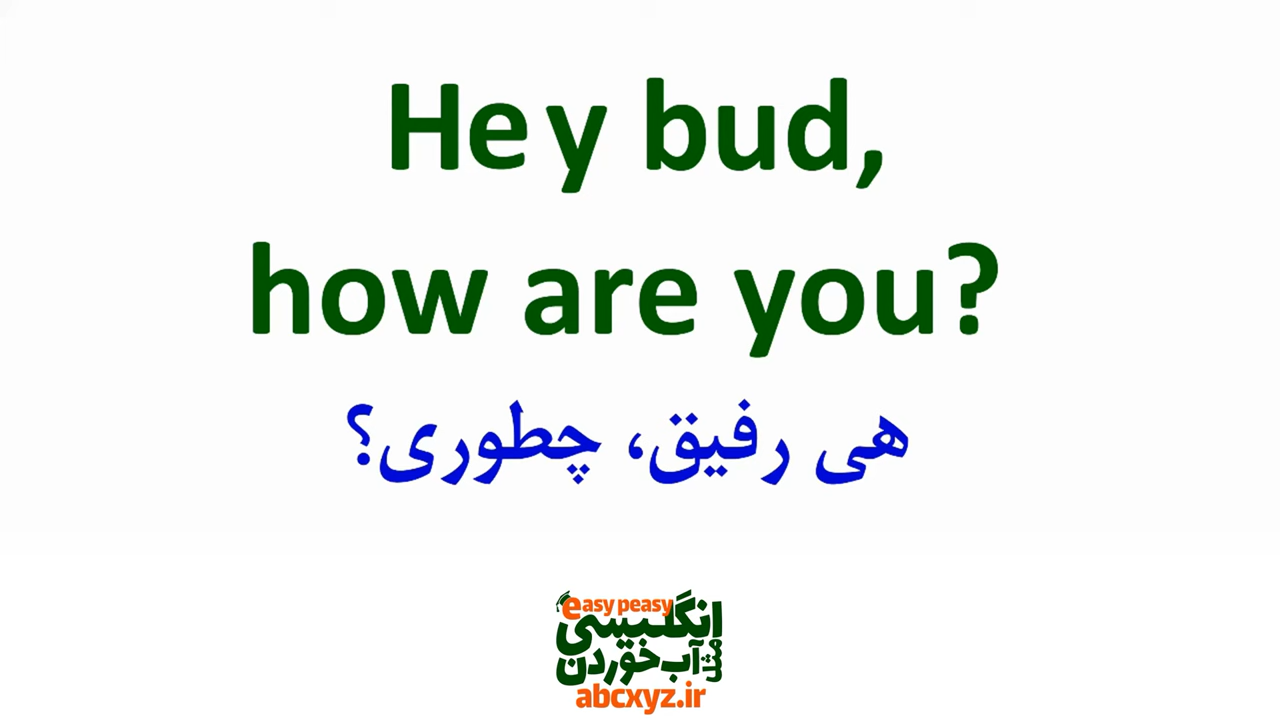 Hey bud,
how are you?
هی رفیق، چطوری؟
easy peasy
انگلیسی
مثل آب خوردن
abcxyz.ir